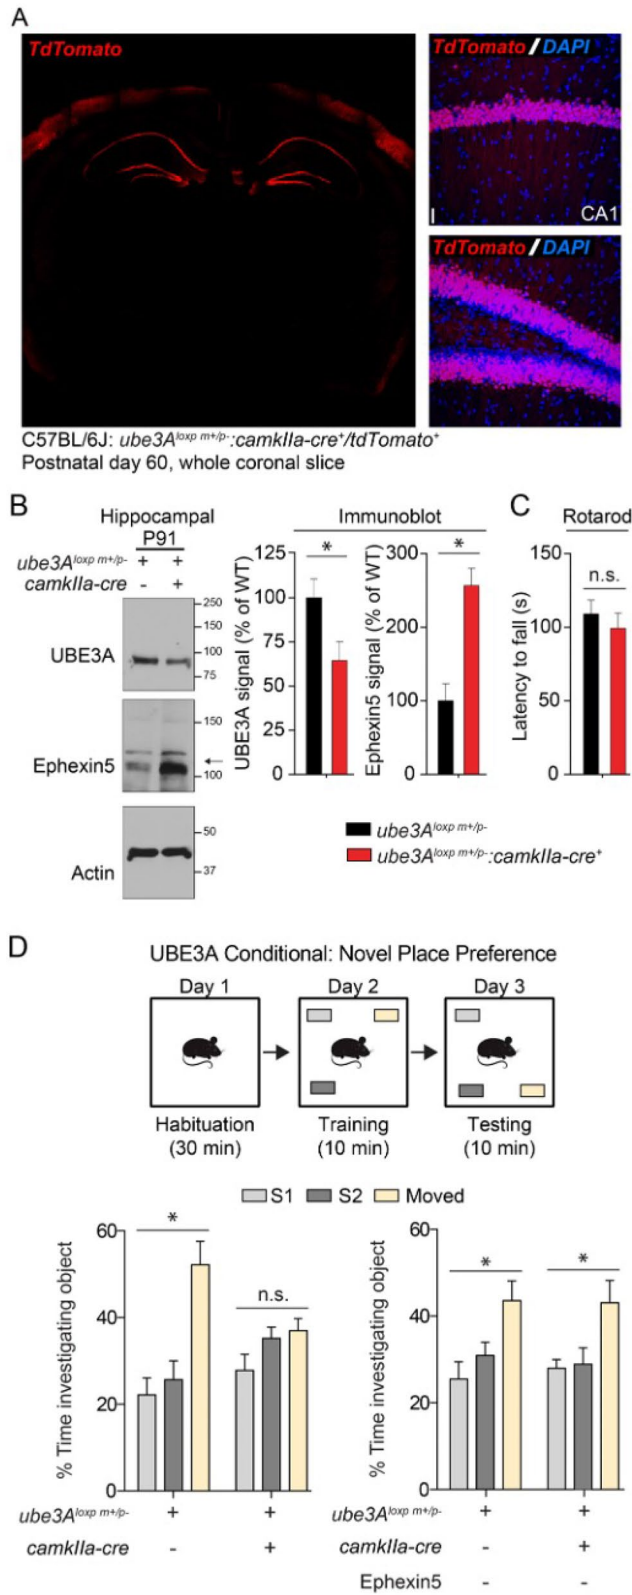 A
TdTomato
TdTomato / DAPI
CA1
TdTomato / DAPI
C57BL/6J: ube3A^loxp m+/p-:camkIIa-cre⁺/tdTomato⁺
Postnatal day 60, whole coronal slice
B
Hippocampal
P91
ube3A^loxp m+/p- + +
camkIIa-cre - +
UBE3A
250
150
100
75
Ephexin5
150
100
Actin
50
37
Immunoblot
UBE3A signal (% of WT)
125
100
75
50
25
0
*
Ephexin5 signal (% of WT)
300
200
100
0
*
C
Rotarod
Latency to fall (s)
150
100
50
0
n.s.
ube3A^loxp m+/p-
ube3A^loxp m+/p-:camkIIa-cre⁺
D
UBE3A Conditional: Novel Place Preference
Day 1 Day 2 Day 3
Habituation Training Testing
(30 min) (10 min) (10 min)
S1 S2 Moved
% Time investigating object
60
40
20
0
*
n.s.
ube3A^loxp m+/p- + +
camkIIa-cre - +
% Time investigating object
60
40
20
0
*
*
ube3A^loxp m+/p- + +
camkIIa-cre - +
Ephexin5 - -